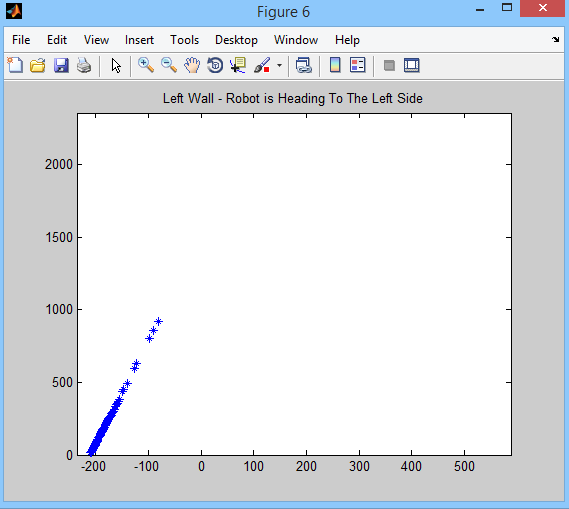 Figure 6
File Edit View Insert Tools Desktop Window Help
Left Wall - Robot is Heading To The Left Side
2000
1500
1000
500
0
-200 -100 0 100 200 300 400 500